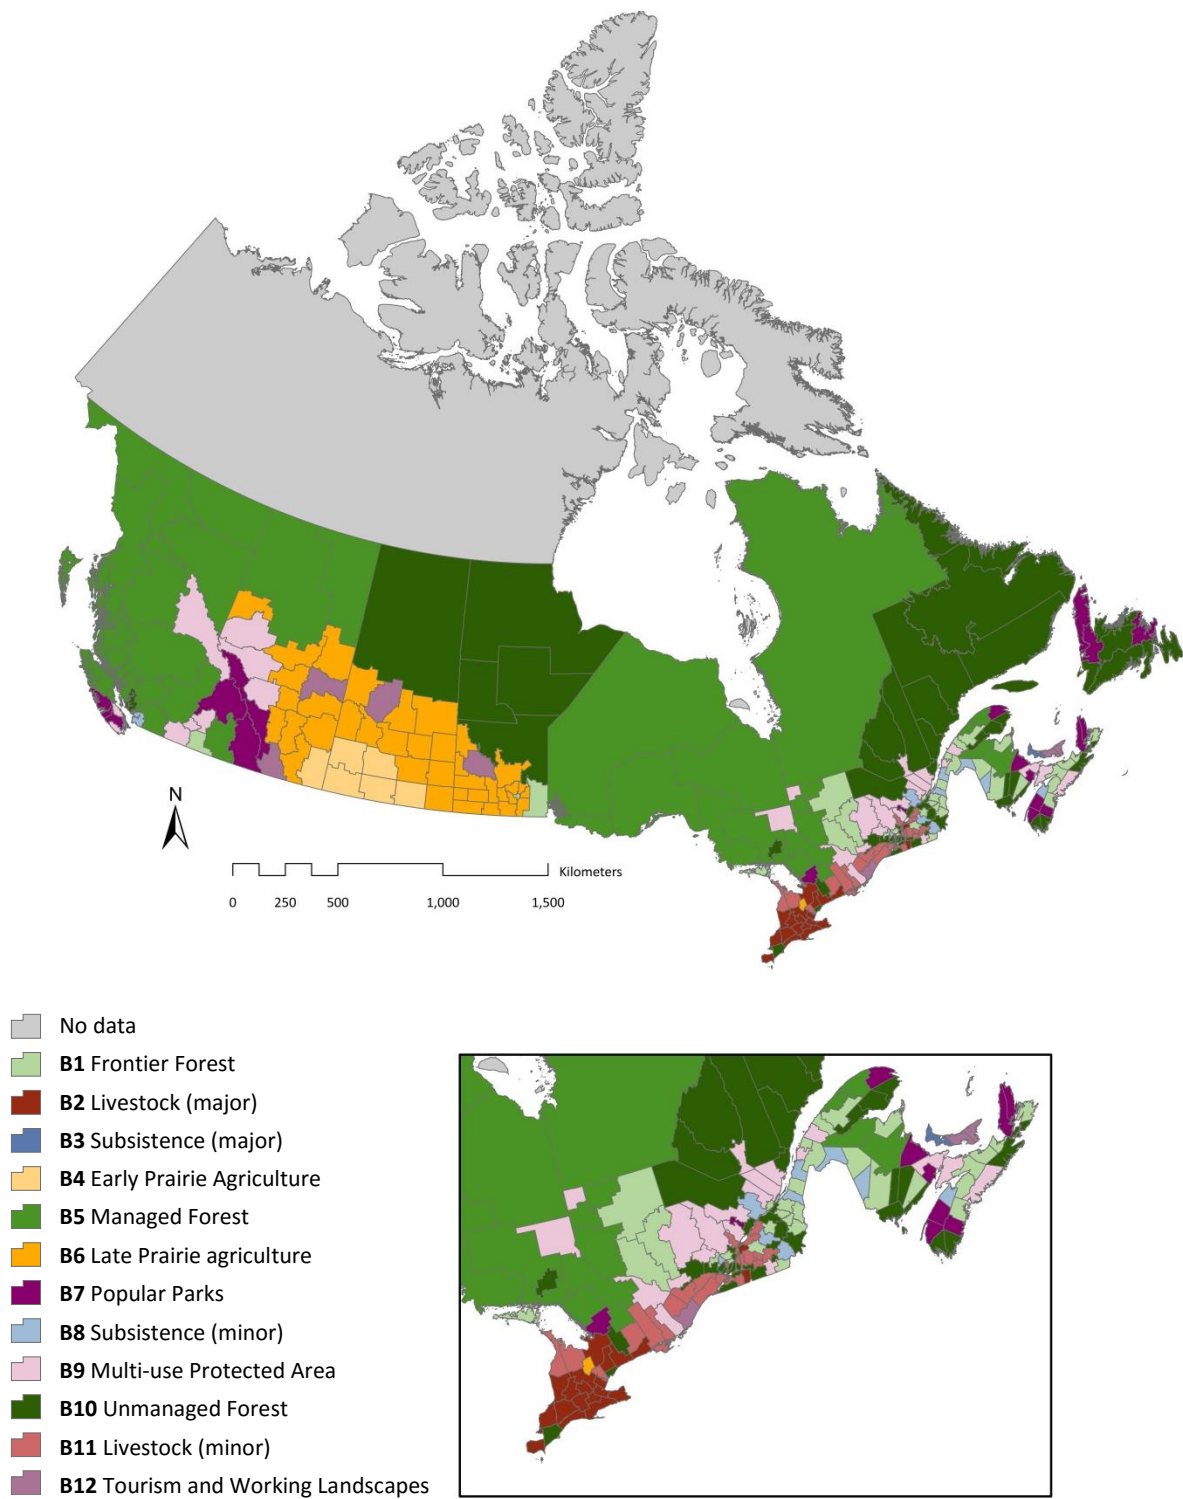 N
Kilometers
0 250 500 1,000 1,500
No data
B1 Frontier Forest
B2 Livestock (major)
B3 Subsistence (major)
B4 Early Prairie Agriculture
B5 Managed Forest
B6 Late Prairie agriculture
B7 Popular Parks
B8 Subsistence (minor)
B9 Multi-use Protected Area
B10 Unmanaged Forest
B11 Livestock (minor)
B12 Tourism and Working Landscapes